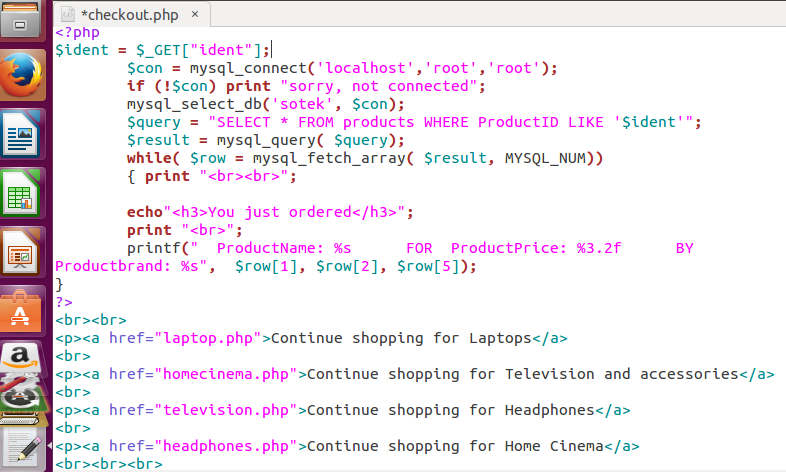 *checkout.php ×
<?php
$ident = $_GET["ident"];
        $con = mysql_connect('localhost','root','root');
        if (!$con) print "sorry, not connected";
        mysql_select_db('sotek', $con);
        $query = "SELECT * FROM products WHERE ProductID LIKE '$ident'";
        $result = mysql_query( $query);
        while( $row = mysql_fetch_array( $result, MYSQL_NUM))
        { print "<br><br>";
        echo"<h3>You just ordered</h3>";
        print "<br>";
        printf("  ProductName: %s      FOR  ProductPrice: %3.2f      BY
Productbrand: %s",  $row[1], $row[2], $row[5]);
}
?>
<br><br>
<p><a href="laptop.php">Continue shopping for Laptops</a>
<br>
<p><a href="homecinema.php">Continue shopping for Television and accessories</a>
<br>
<p><a href="television.php">Continue shopping for Headphones</a>
<br>
<p><a href="headphones.php">Continue shopping for Home Cinema</a>
<br><br><br>